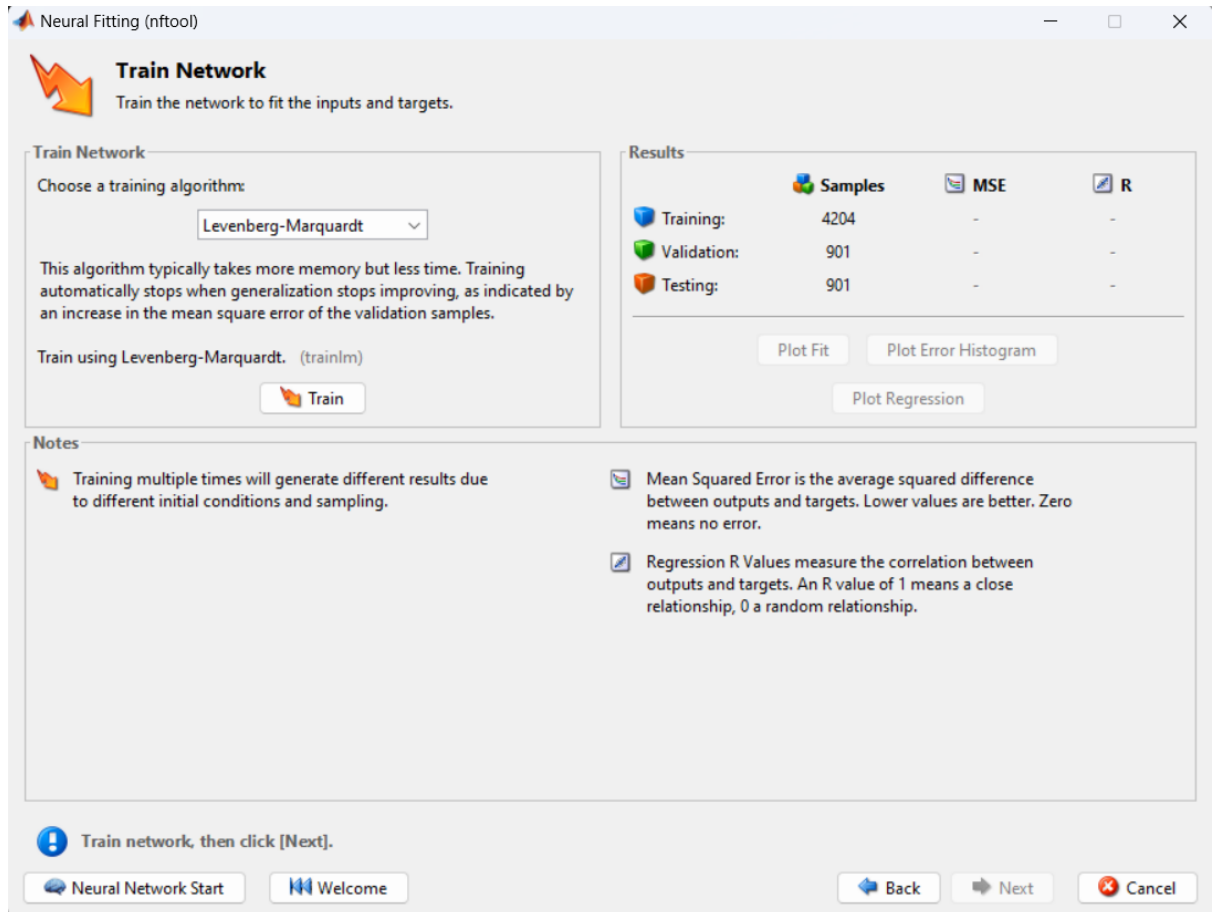 Neural Fitting (nftool)
Train Network
Train the network to fit the inputs and targets.
Train Network
Choose a training algorithm:
Levenberg-Marquardt
This algorithm typically takes more memory but less time. Training
automatically stops when generalization stops improving, as indicated by
an increase in the mean square error of the validation samples.
Train using Levenberg-Marquardt. (trainlm)
Train
Results
Samples MSE R
Training: 4204 - -
Validation: 901 - -
Testing: 901 - -
Plot Fit Plot Error Histogram
Plot Regression
Notes
Training multiple times will generate different results due
to different initial conditions and sampling.
Mean Squared Error is the average squared difference
between outputs and targets. Lower values are better. Zero
means no error.
Regression R Values measure the correlation between
outputs and targets. An R value of 1 means a close
relationship, 0 a random relationship.
Train network, then click [Next].
Neural Network Start Welcome Back Next Cancel